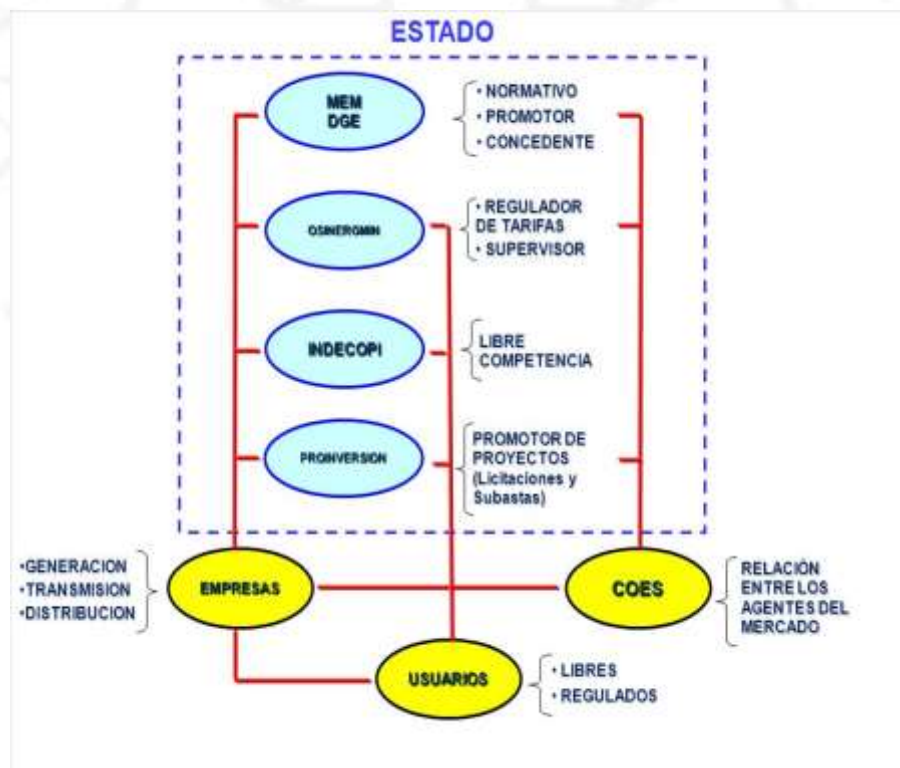 ESTADO
MEM
DGE
• NORMATIVO
• PROMOTOR
• CONCEDENTE
OSINERGMIN
• REGULADOR
DE TARIFAS
• SUPERVISOR
INDECOPI
LIBRE
COMPETENCIA
PROINVERSION
PROMOTOR DE
PROYECTOS
(Licitaciones y
Subastas)
•GENERACION
•TRANSMISION
•DISTRIBUCION
EMPRESAS
COES
RELACIÓN
ENTRE LOS
AGENTES DEL
MERCADO
USUARIOS
• LIBRES
• REGULADOS